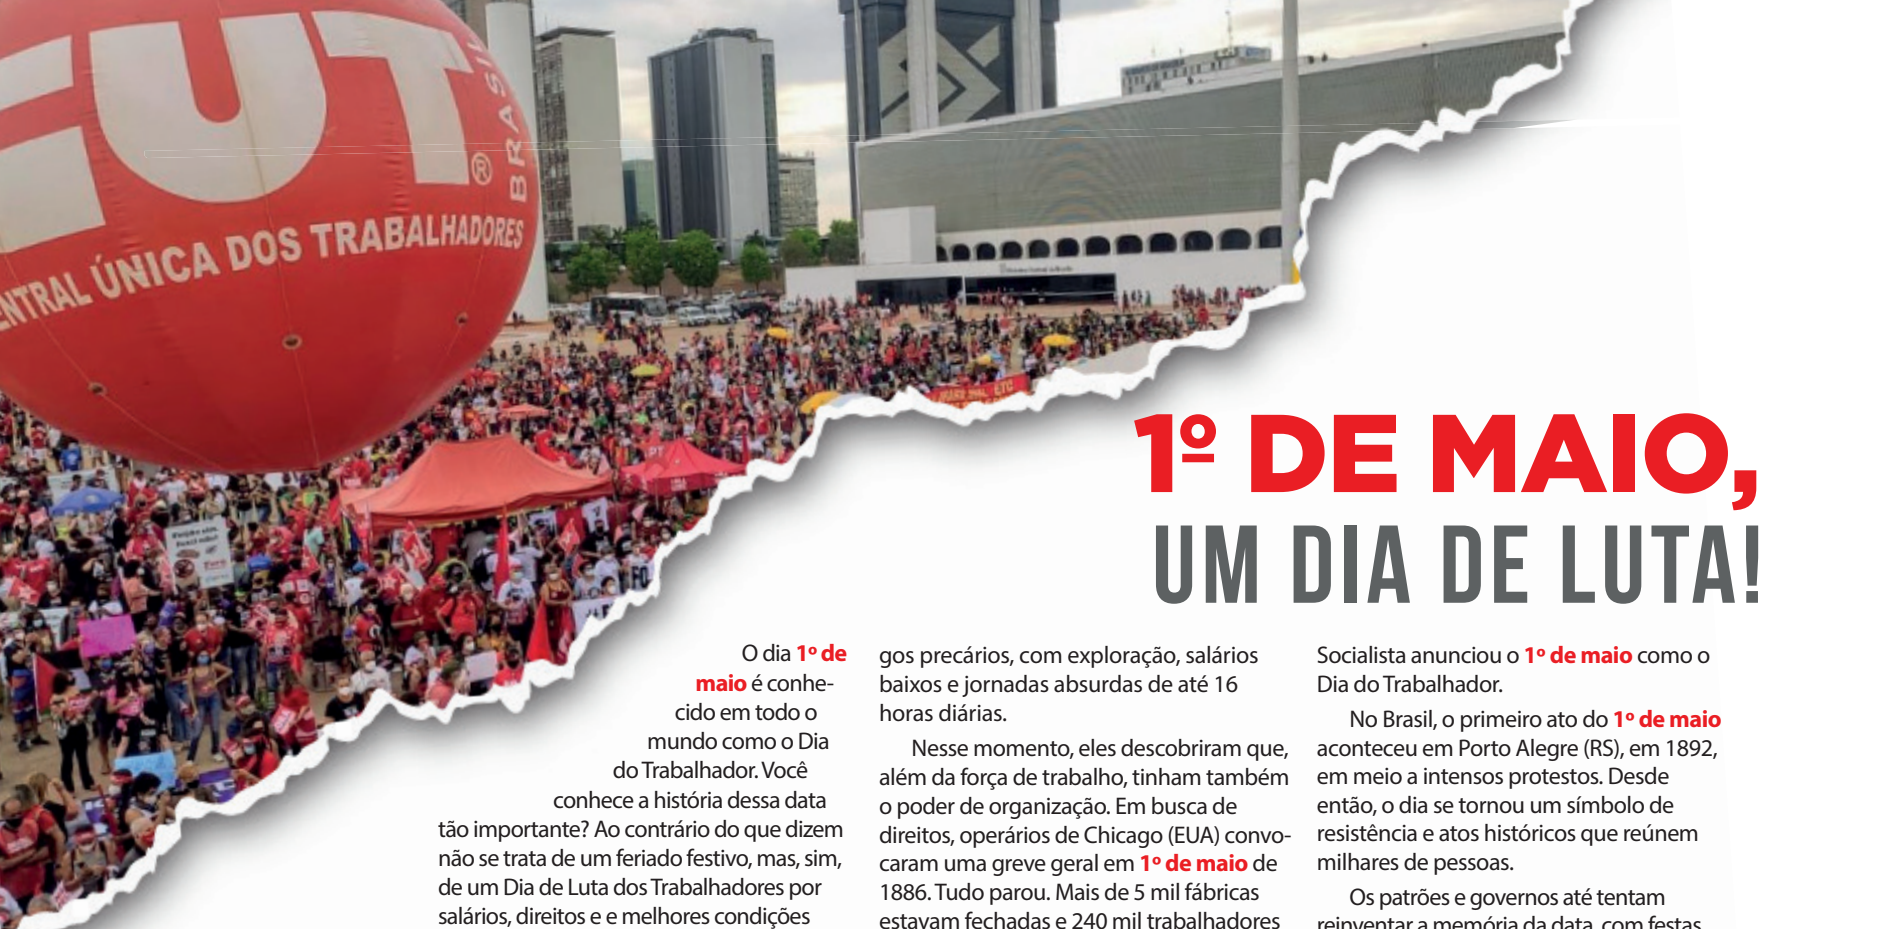 CUT
BRASIL
®
CENTRAL ÚNICA DOS TRABALHADORES
PT
1º DE MAIO,
UM DIA DE LUTA!
O dia 1º de
maio é conhe-
cido em todo o
mundo como o Dia
do Trabalhador. Você
conhece a história dessa data
tão importante? Ao contrário do que dizem
não se trata de um feriado festivo, mas, sim,
de um Dia de Luta dos Trabalhadores por
salários, direitos e e melhores condições
gos precários, com exploração, salários
baixos e jornadas absurdas de até 16
horas diárias.
Nesse momento, eles descobriram que,
além da força de trabalho, tinham também
o poder de organização. Em busca de
direitos, operários de Chicago (EUA) convo-
caram uma greve geral em 1º de maio de
1886. Tudo parou. Mais de 5 mil fábricas
estavam fechadas e 240 mil trabalhadores
Socialista anunciou o 1º de maio como o
Dia do Trabalhador.
No Brasil, o primeiro ato do 1º de maio
aconteceu em Porto Alegre (RS), em 1892,
em meio a intensos protestos. Desde
então, o dia se tornou um símbolo de
resistência e atos históricos que reúnem
milhares de pessoas.
Os patrões e governos até tentam
reinventar a memória da data, com festas